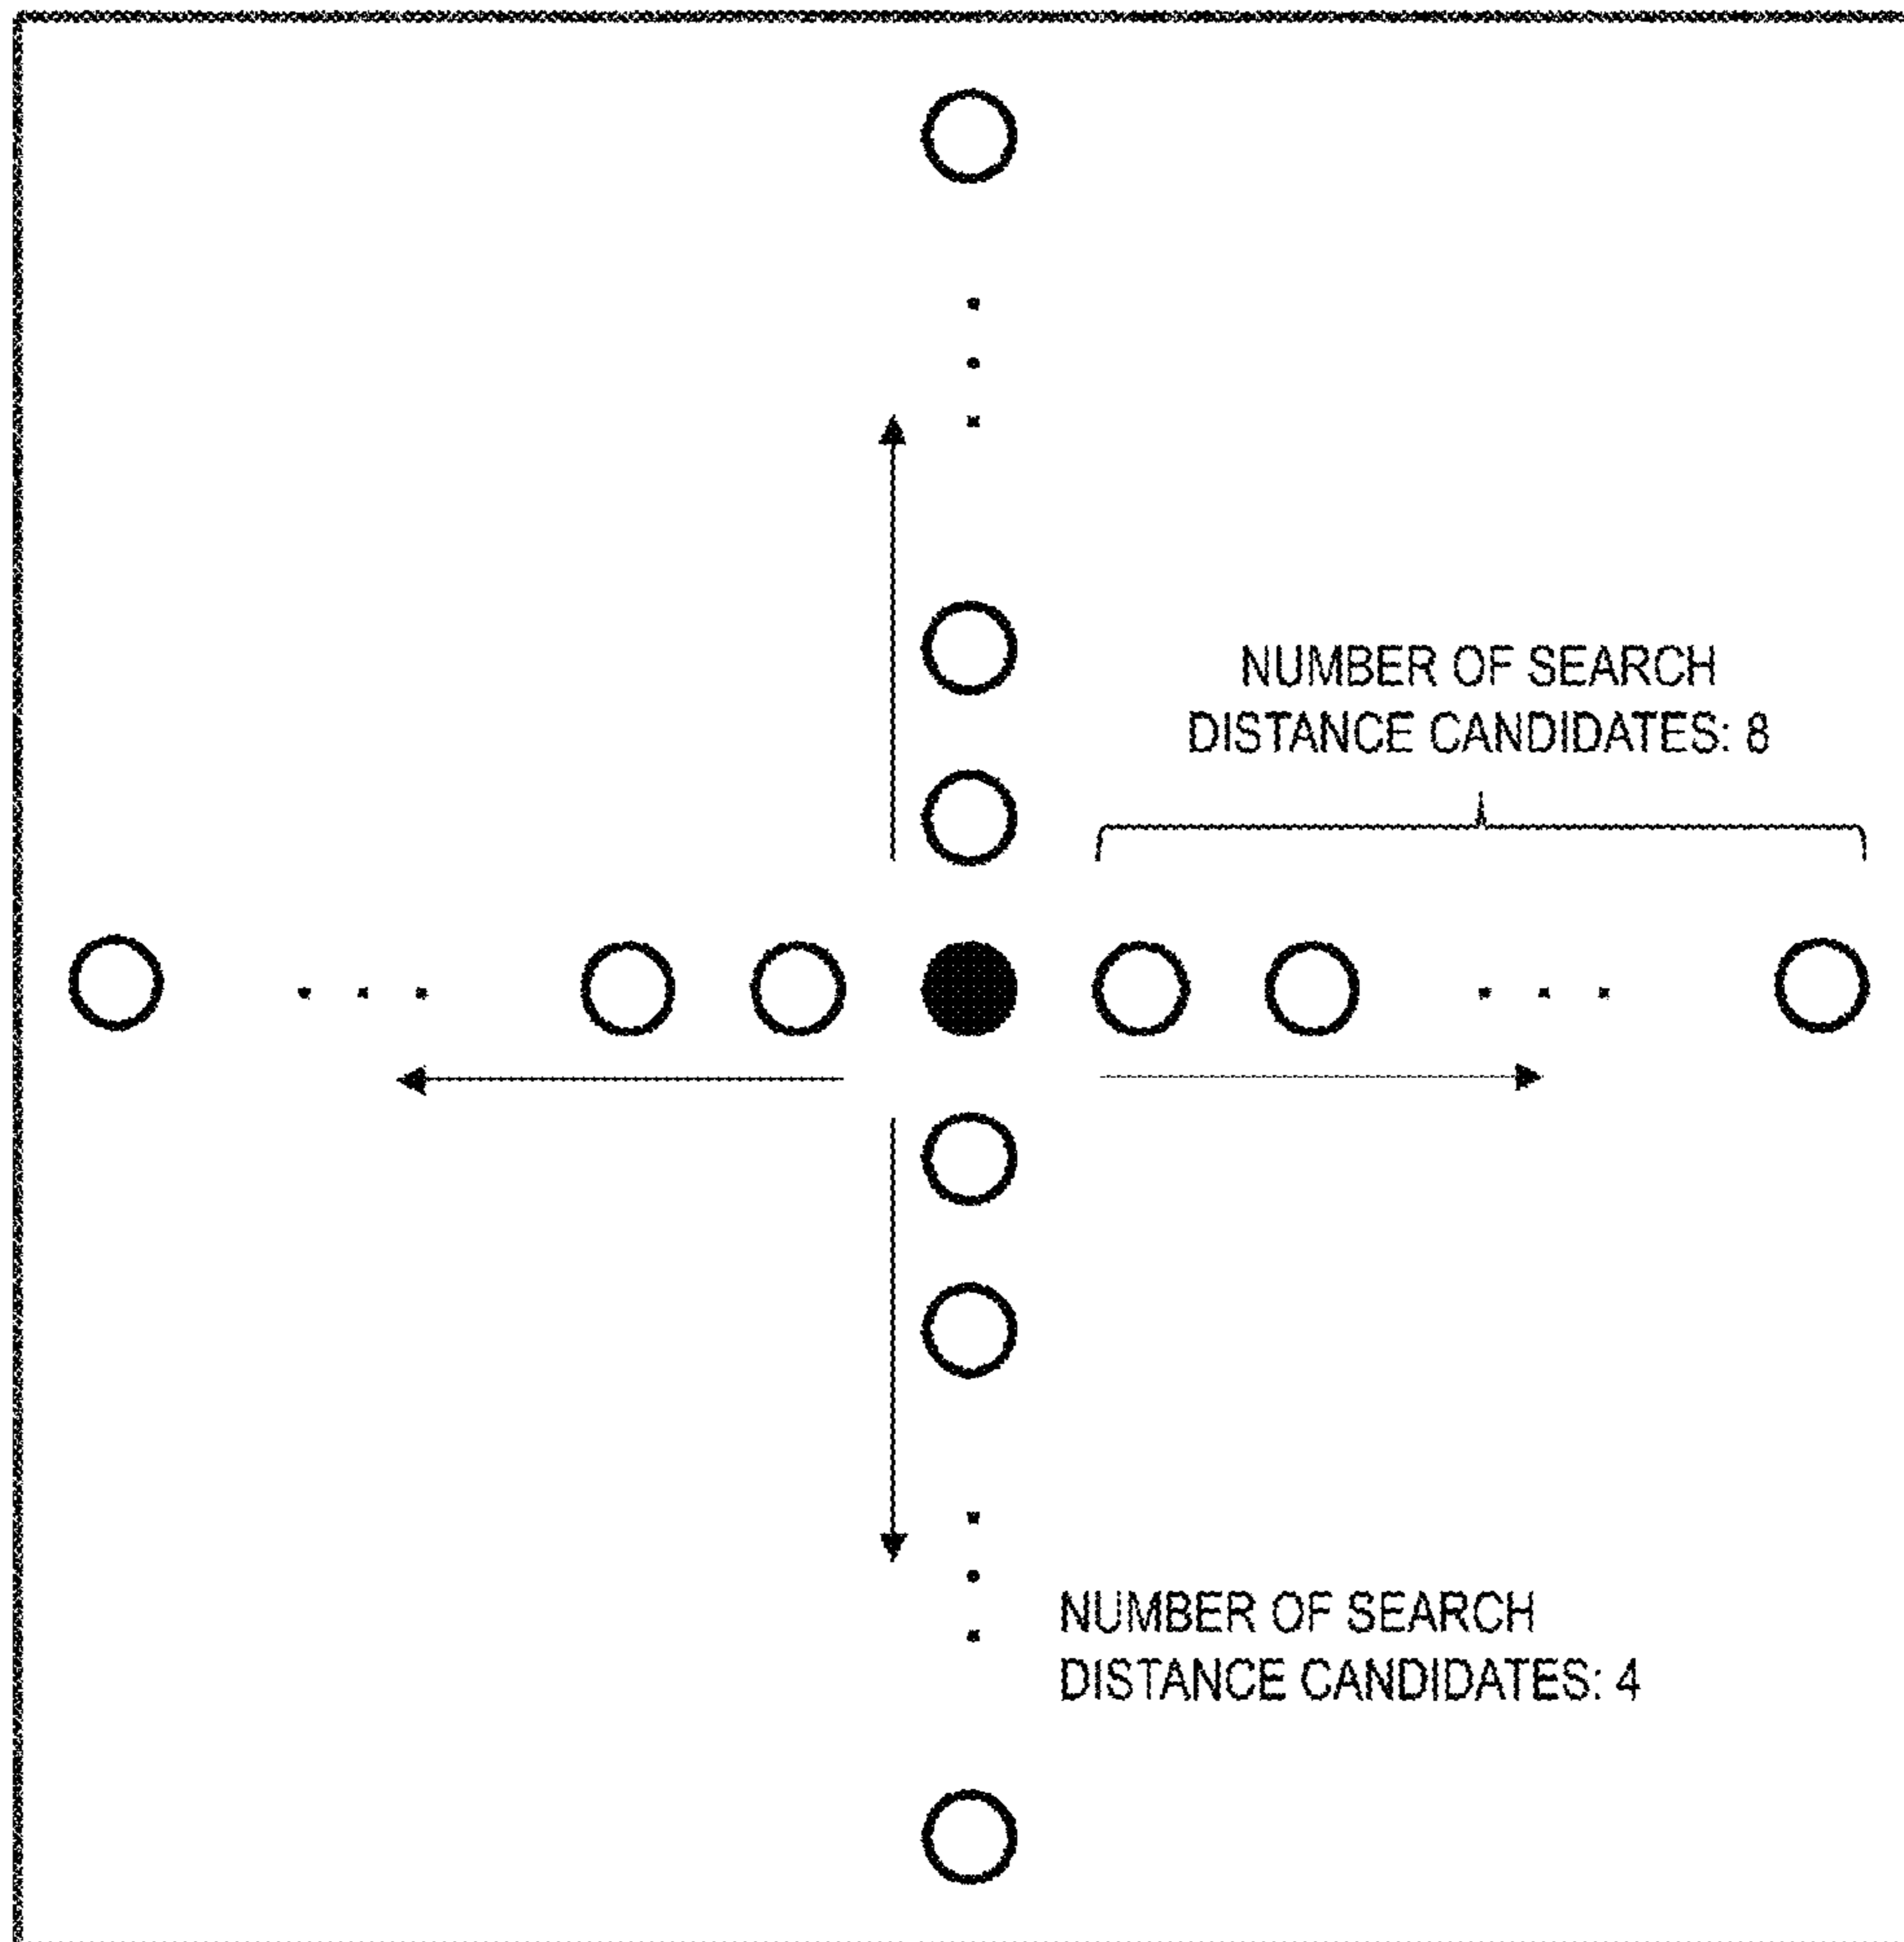 NUMBER OF SEARCH
DISTANCE CANDIDATES: 8
NUMBER OF SEARCH
DISTANCE CANDIDATES: 4